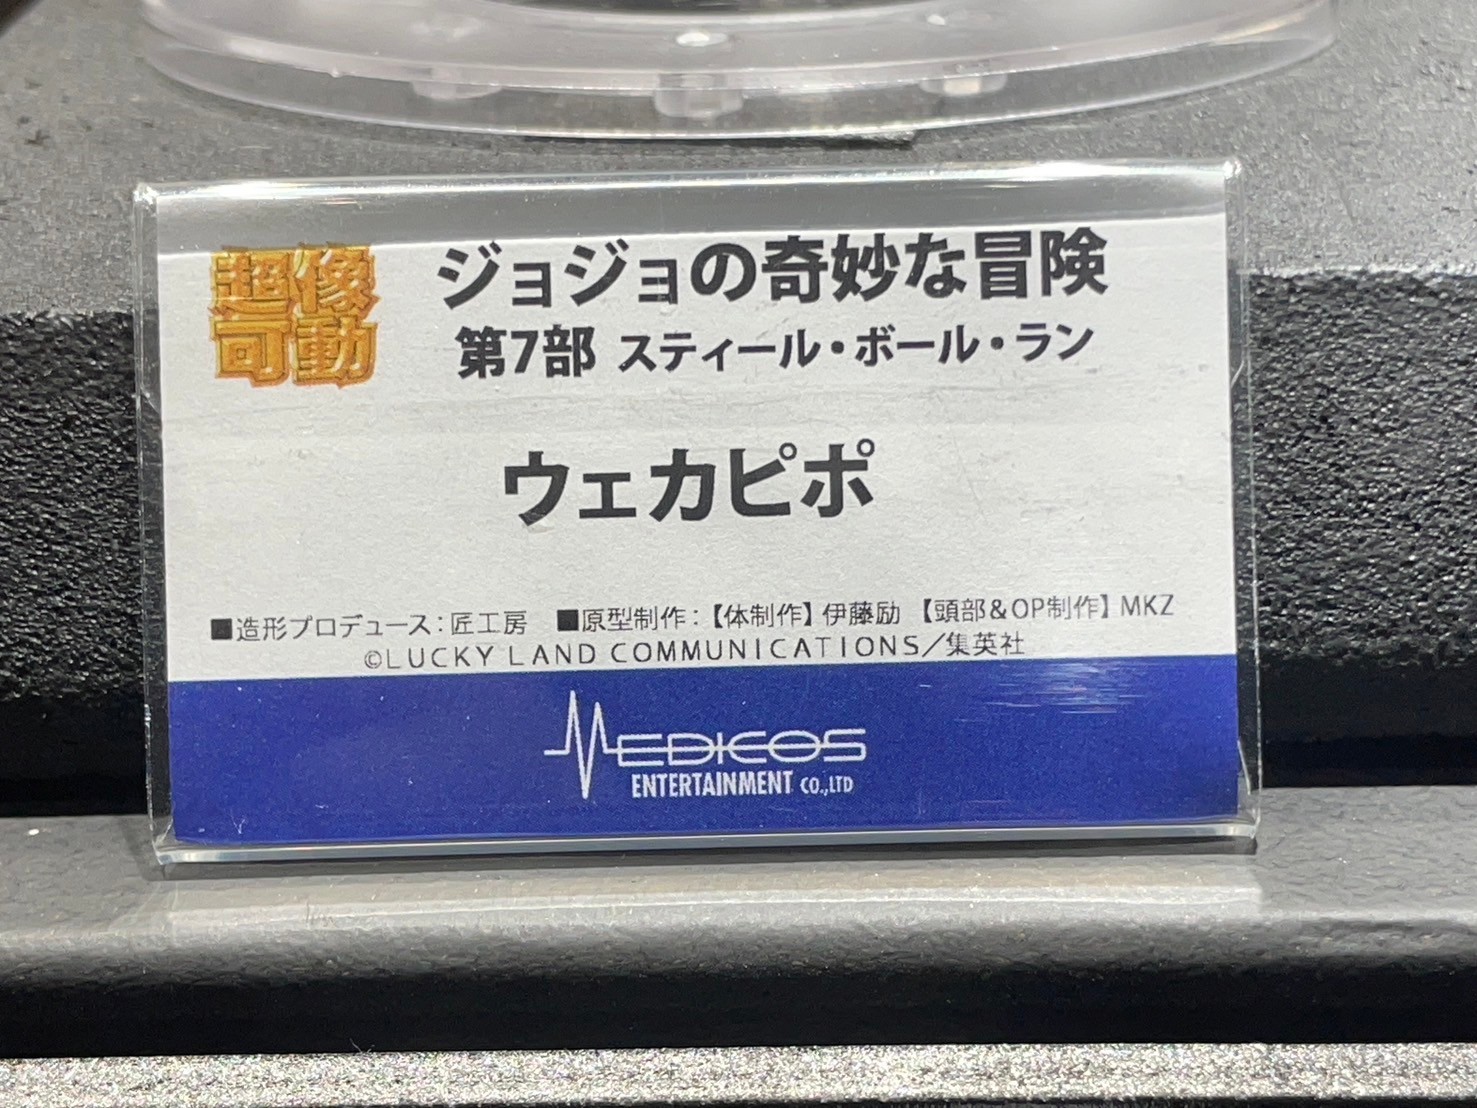 超像
可動
ジョジョの奇妙な冒険
第7部 スティール・ボール・ラン
ウェカピポ
■造形プロデュース：匠工房 ■原型制作：【体制作】伊藤励 【頭部＆OP制作】MKZ
©LUCKY LAND COMMUNICATIONS／集英社
MEDICOS
ENTERTAINMENT CO.,LTD